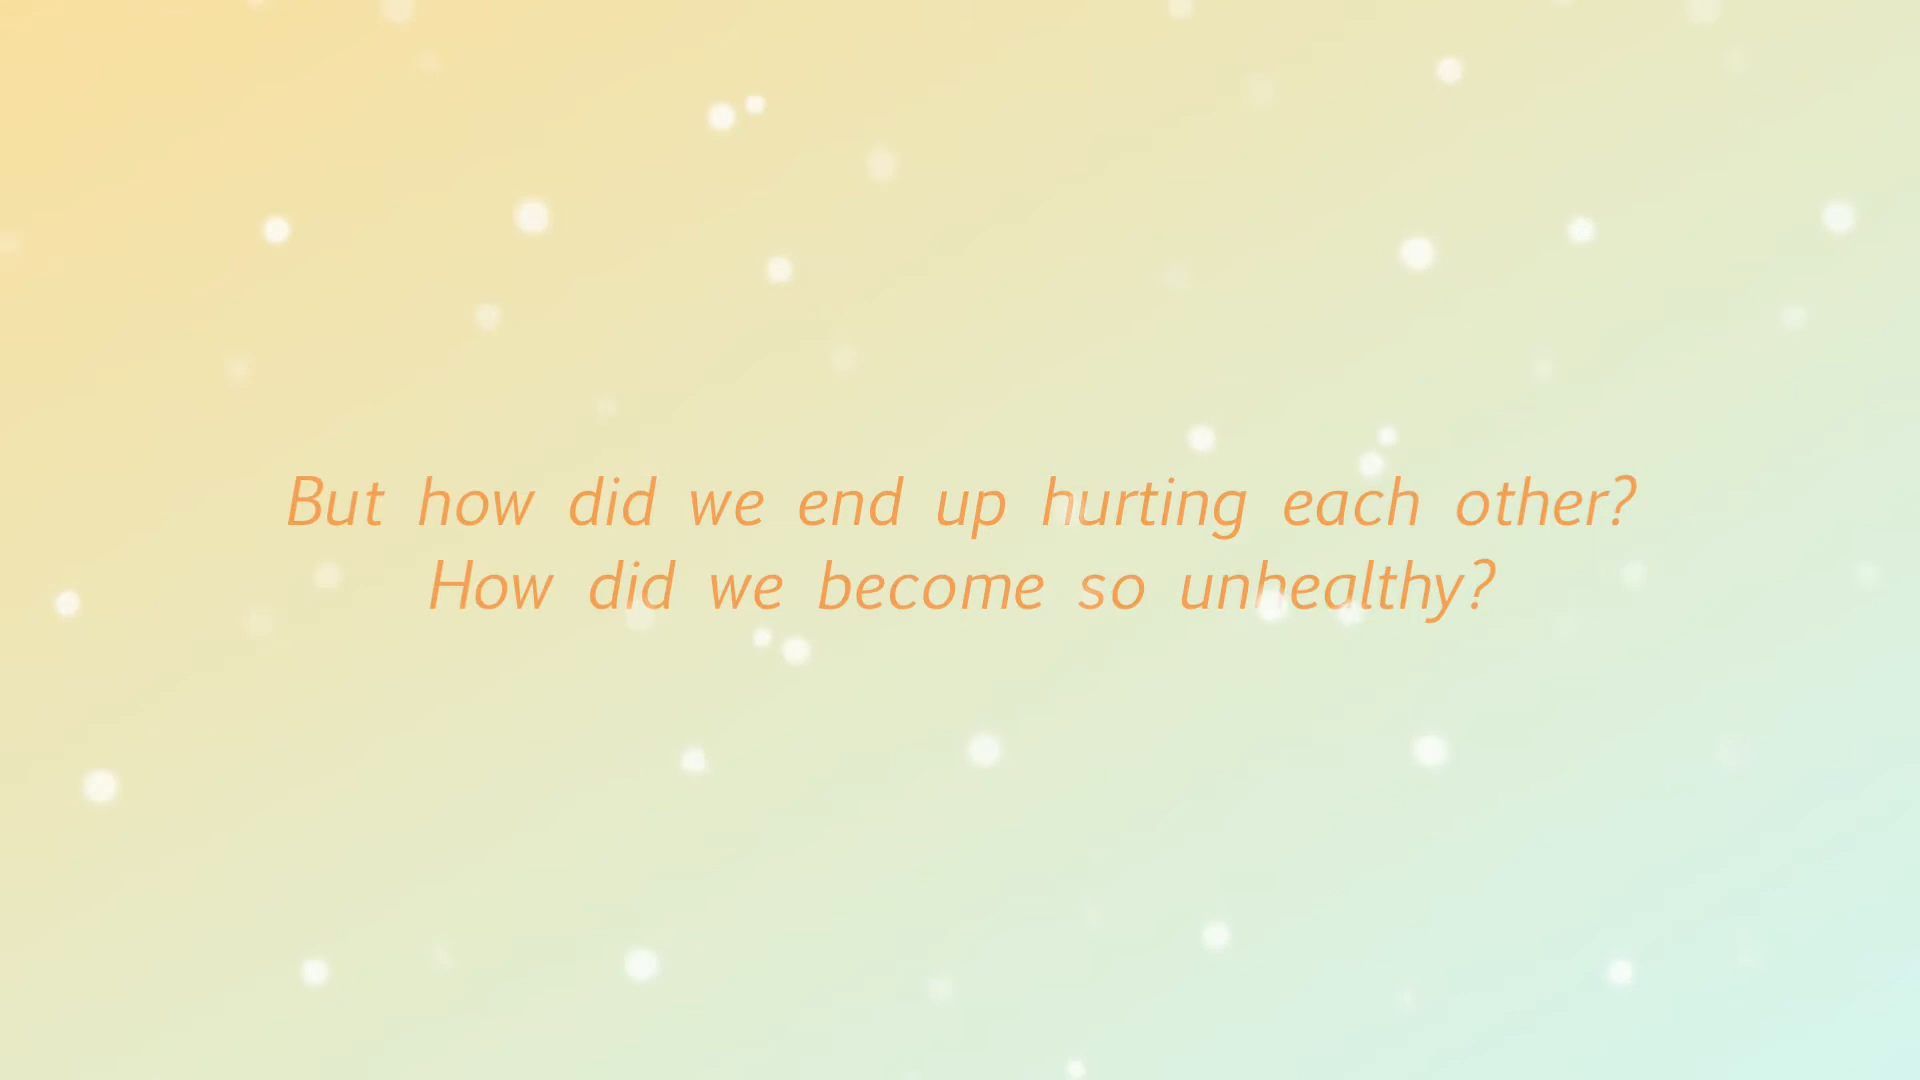 But how did we end up hurting each other?
How did we become so unhealthy?